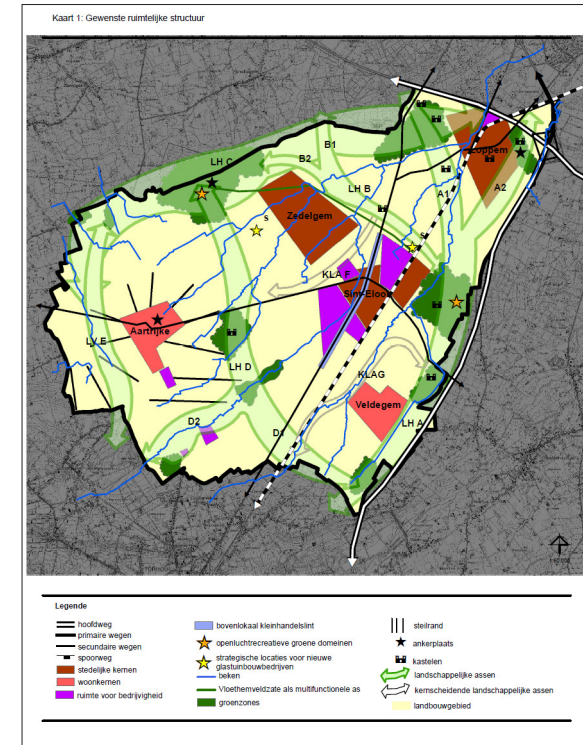 Kaart 1: Gewenste ruimtelijke structuur
B1
B2
LH C
Loppem
LH B
A1
A2
Zedelgem
S
S
KLA F
Sint-Elooi
Aartrijke
LV E
LH D
KLAG
Veldegem
LH A
D2
D1
Legende
hoofdweg
primaire wegen
secundaire wegen
spoorweg
stedelijke kernen
woonkernen
ruimte voor bedrijvigheid
bovenlokaal kleinhandelslint
openluchtrecreatieve groene domeinen
strategische locaties voor nieuwe
glastuinbouwbedrijven
beken
Vloethemveldzate als multifunctionele as
groenzones
steilrand
ankerplaats
kastelen
landschappelijke assen
kernscheidende landschappelijke assen
landbouwgebied